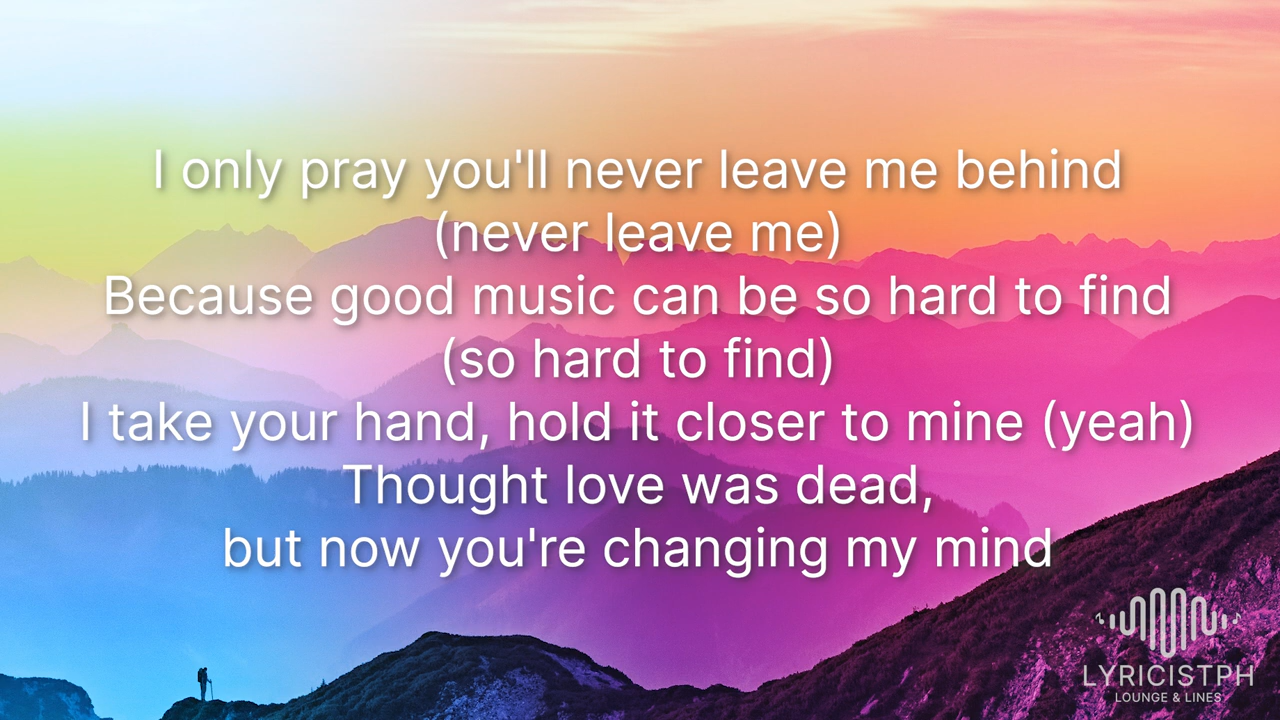 I only pray you'll never leave me behind
(never leave me)
Because good music can be so hard to find
(so hard to find)
I take your hand, hold it closer to mine (yeah)
Thought love was dead,
but now you're changing my mind
LYRICISTPH
LOUNGE & LINES